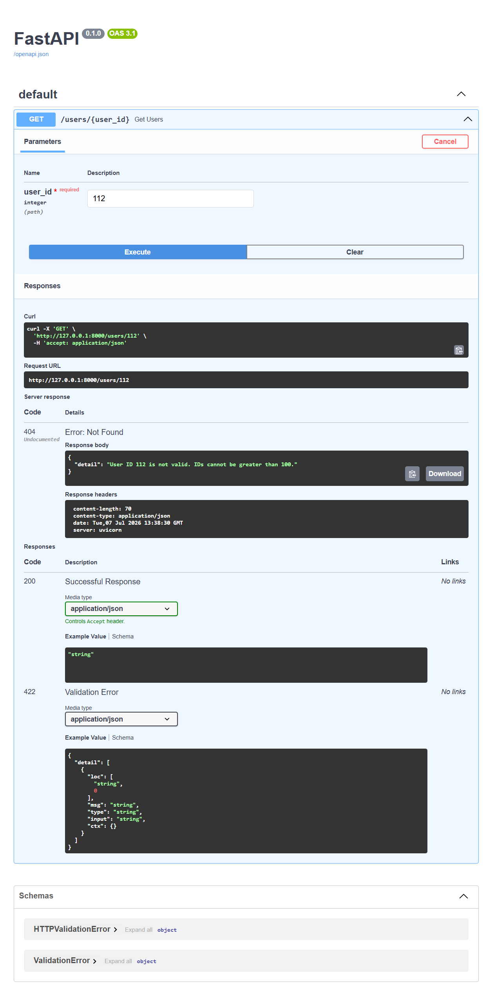 FastAPI 0.1.0 OAS 3.1
/openapi.json
default
GET /users/{user_id} Get Users
Parameters
Cancel
Name Description
user_id * required
integer
(path)
112
Execute
Clear
Responses
Curl
curl -X 'GET' \
  'http://127.0.0.1:8000/users/112' \
  -H 'accept: application/json'
Request URL
http://127.0.0.1:8000/users/112
Server response
Code Details
404
Undocumented
Error: Not Found
Response body
{
  "detail": "User ID 112 is not valid. IDs cannot be greater than 100."
}
Download
Response headers
content-length: 70
content-type: application/json
date: Tue,07 Jul 2026 13:38:30 GMT
server: uvicorn
Responses
Code Description Links
200 Successful Response No links
Media type
application/json
Controls Accept header.
Example Value Schema
"string"
422 Validation Error No links
Media type
application/json
Example Value Schema
{
  "detail": [
    {
      "loc": [
        "string",
        0
      ],
      "msg": "string",
      "type": "string",
      "input": "string",
      "ctx": {}
    }
  ]
}
Schemas
HTTPValidationError Expand all object
ValidationError Expand all object